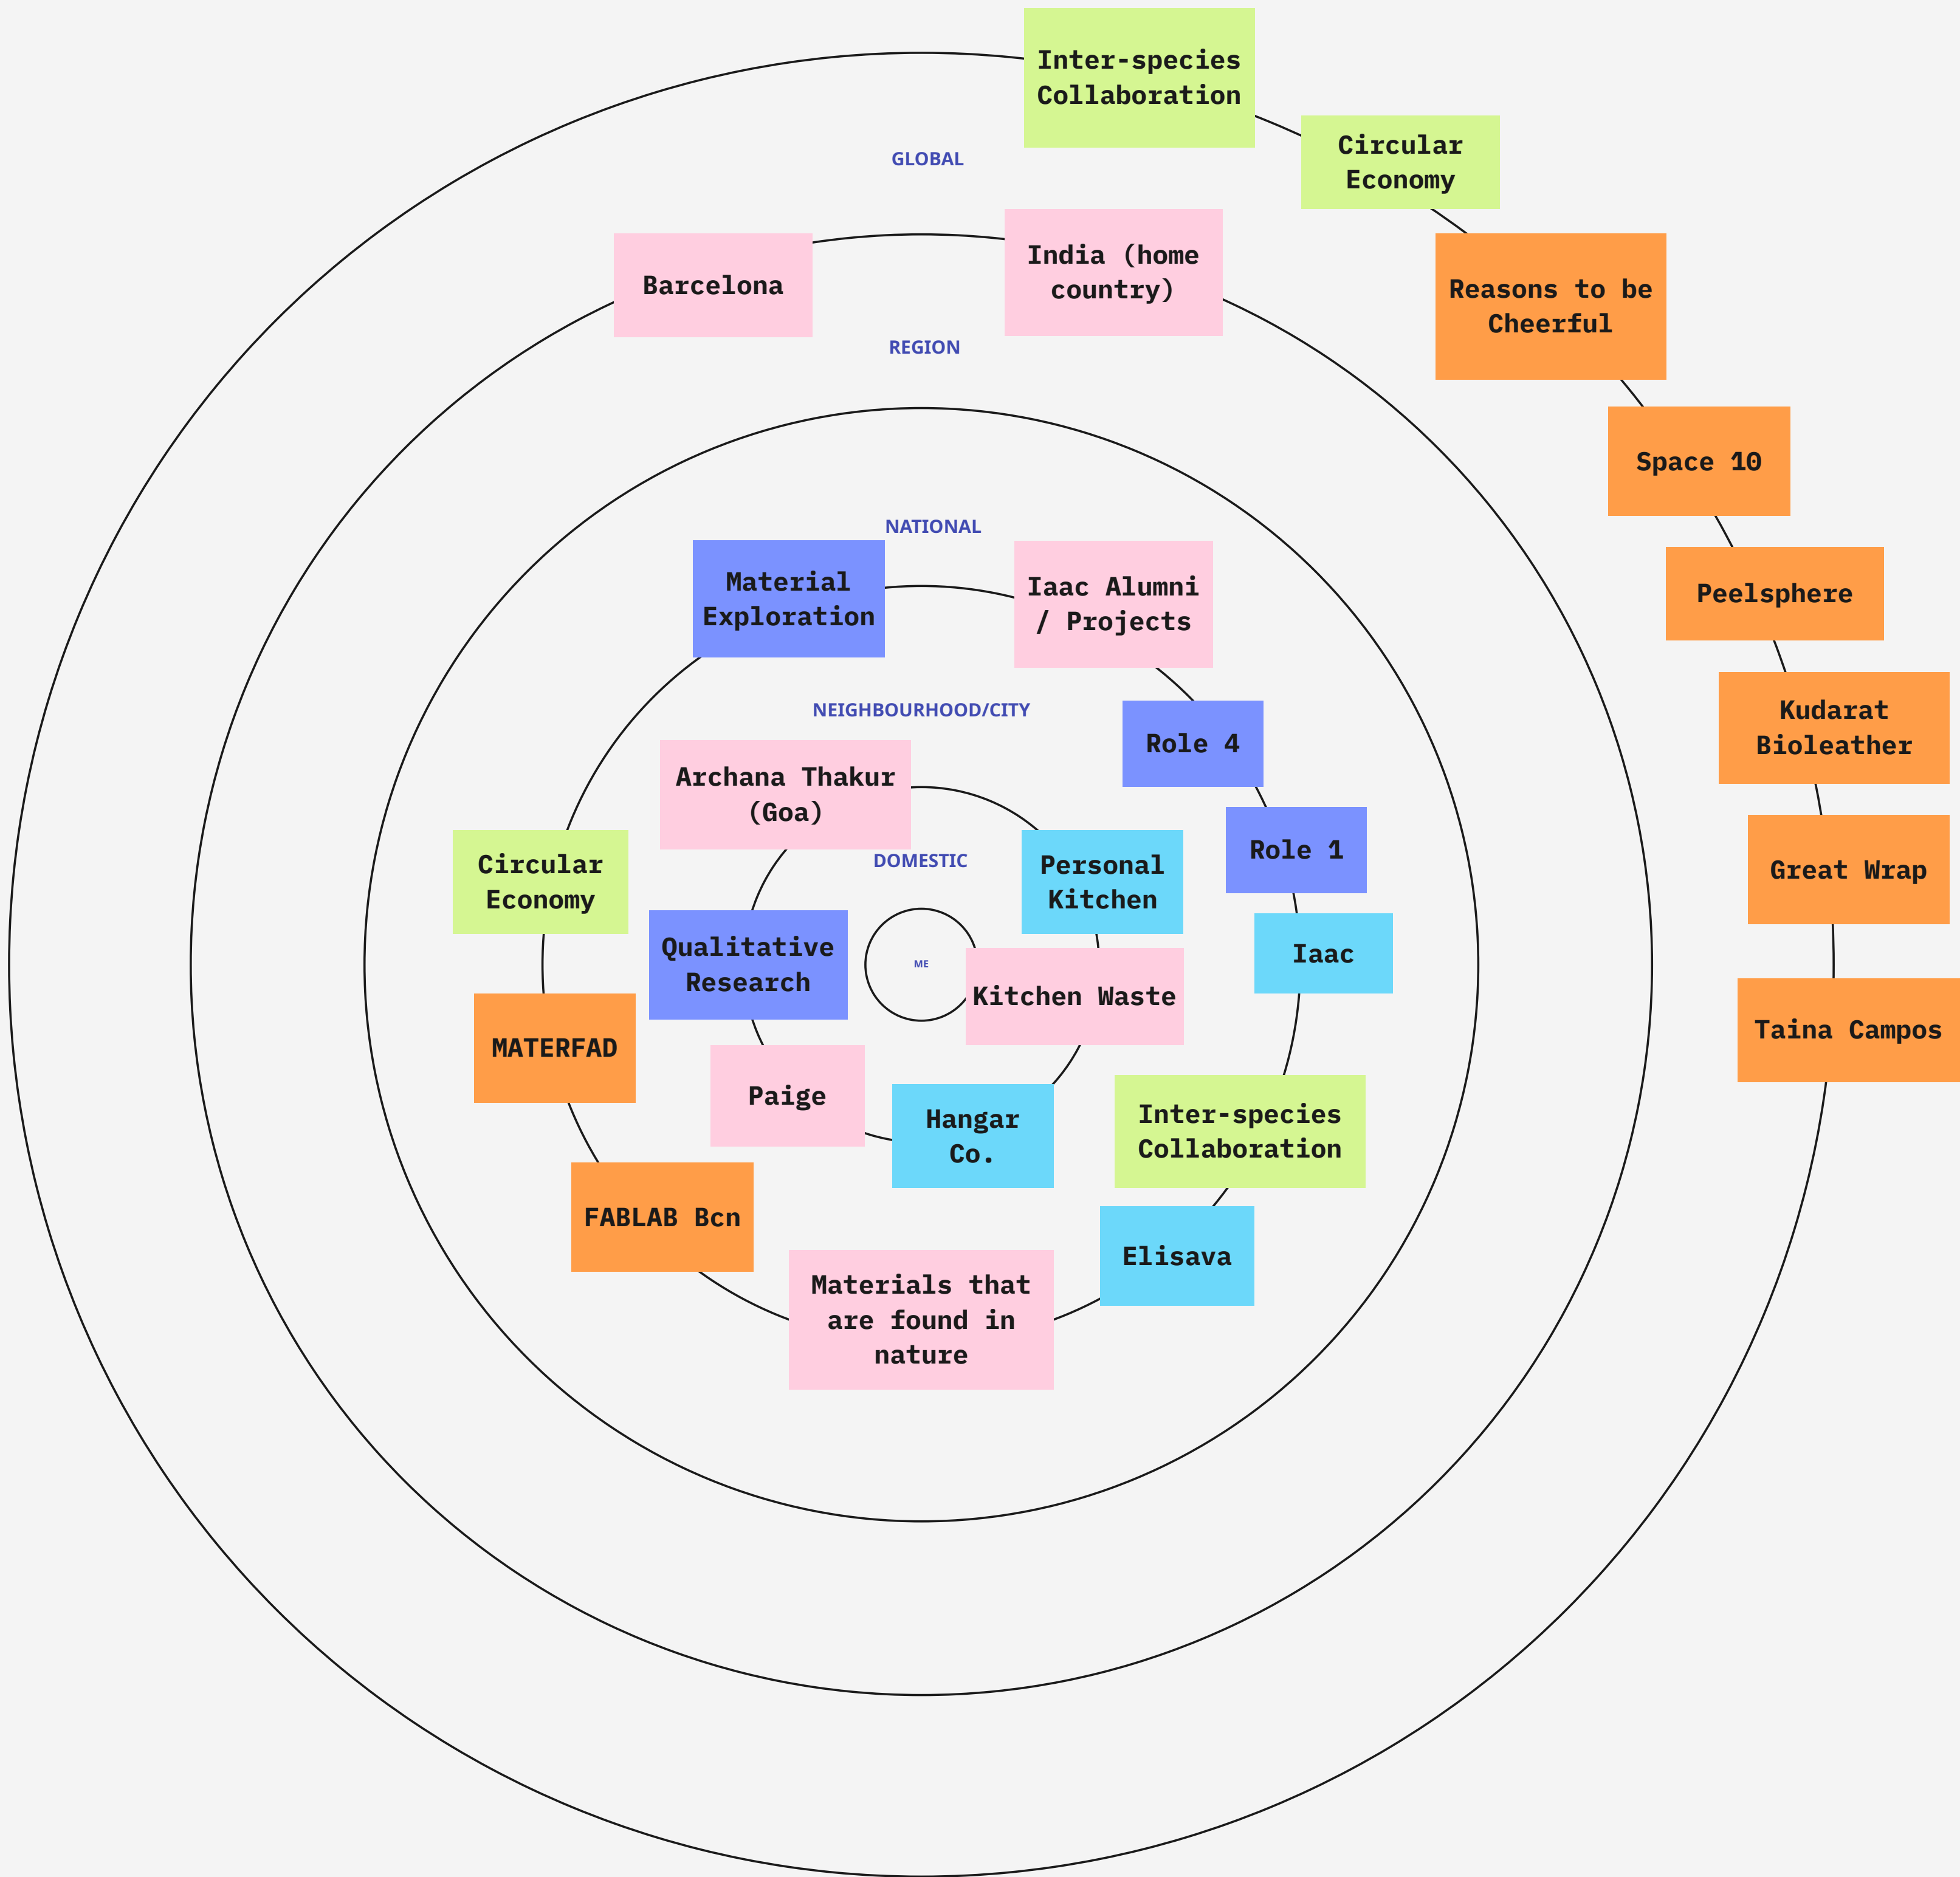 Inter-species
Collaboration
GLOBAL
Circular
Economy
Barcelona
India (home
country)
Reasons to be
Cheerful
REGION
Space 10
NATIONAL
Material
Exploration
Iaac Alumni
/ Projects
Peelsphere
Kudarat
Bioleather
NEIGHBOURHOOD/CITY
Role 4
Archana Thakur
(Goa)
Role 1
DOMESTIC
Circular
Economy
Personal
Kitchen
Great Wrap
Qualitative
Research
ME
Iaac
Kitchen Waste
MATERFAD
Taina Campos
Paige
Hangar
Co.
Inter-species
Collaboration
FABLAB Bcn
Elisava
Materials that
are found in
nature